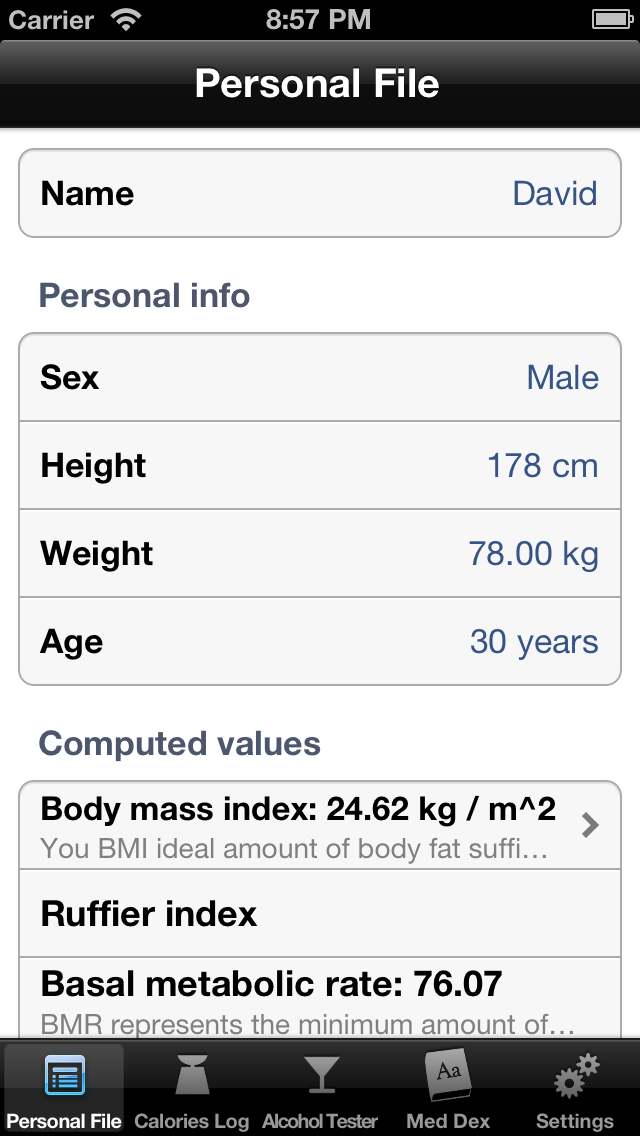 Carrier 8:57 PM
Personal File
Name David
Personal info
Sex Male
Height 178 cm
Weight 78.00 kg
Age 30 years
Computed values
Body mass index: 24.62 kg / m^2
You BMI ideal amount of body fat suffi...
Ruffier index
Basal metabolic rate: 76.07
BMR represents the minimum amount of...
Aa
Personal File Calories Log Alcohol Tester Med Dex Settings